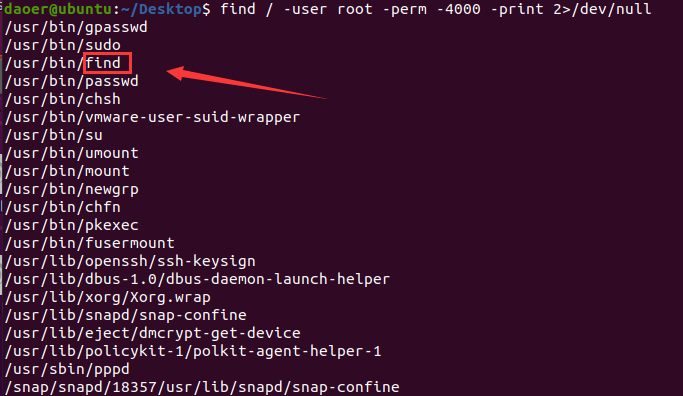 daoer@ubuntu:~/Desktop$ find / -user root -perm -4000 -print 2>/dev/null
/usr/bin/gpasswd
/usr/bin/sudo
/usr/bin/find
/usr/bin/passwd
/usr/bin/chsh
/usr/bin/vmware-user-suid-wrapper
/usr/bin/su
/usr/bin/umount
/usr/bin/mount
/usr/bin/newgrp
/usr/bin/chfn
/usr/bin/pkexec
/usr/bin/fusermount
/usr/lib/openssh/ssh-keysign
/usr/lib/dbus-1.0/dbus-daemon-launch-helper
/usr/lib/xorg/Xorg.wrap
/usr/lib/snapd/snap-confine
/usr/lib/eject/dmcrypt-get-device
/usr/lib/policykit-1/polkit-agent-helper-1
/usr/sbin/pppd
/snap/snapd/18357/usr/lib/snapd/snap-confine